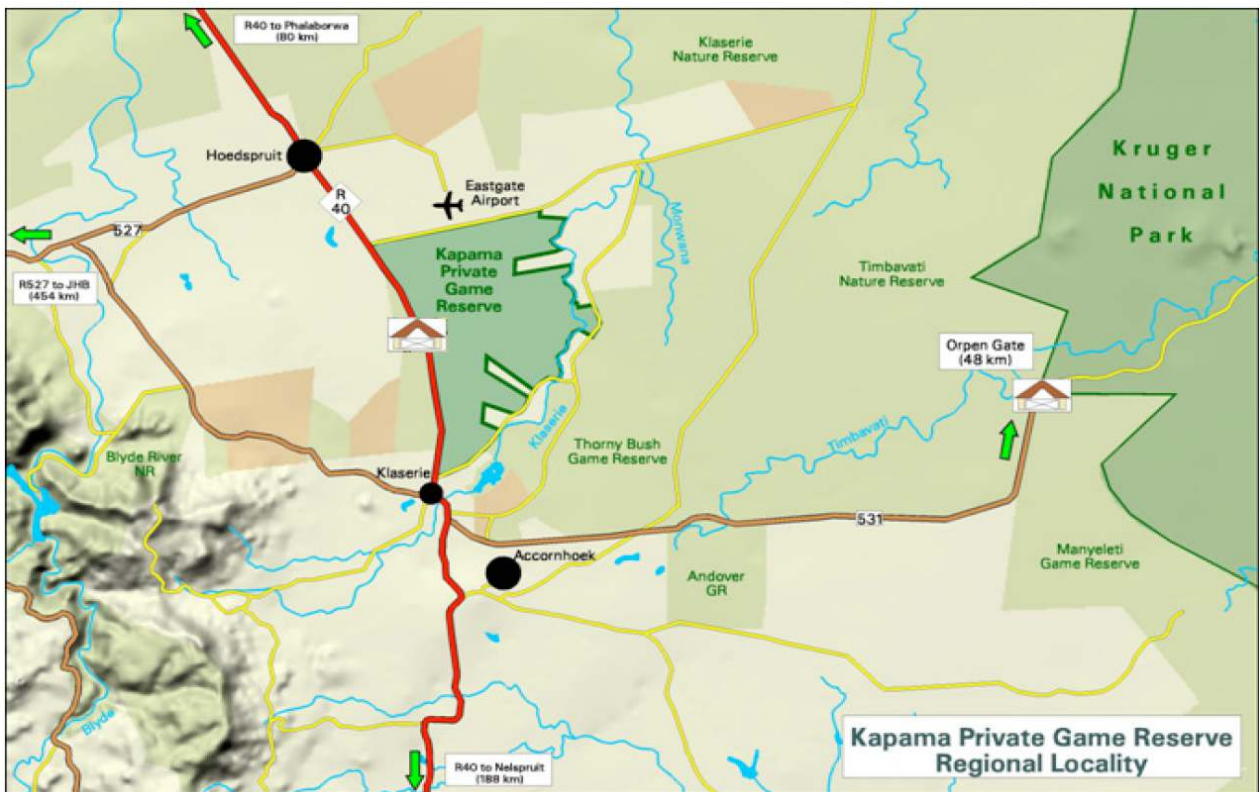 R40 to Phalaborwa
(80 km)
Klaserie
Nature Reserve
Hoedspruit
Kruger
National
Park
Eastgate
Airport
R
40
Monwana
527
Kapama
Private
Game
Reserve
Timbavati
Nature Reserve
R527 to JHB
(454 km)
Orpen Gate
(48 km)
Klaserie
Timbavati
Thorny Bush
Game Reserve
Blyde River
NR
Klaserie
531
Accornhoek
Manyeleti
Game Reserve
Andover
GR
Blyde
Kapama Private Game Reserve
Regional Locality
R40 to Nelspruit
(188 km)